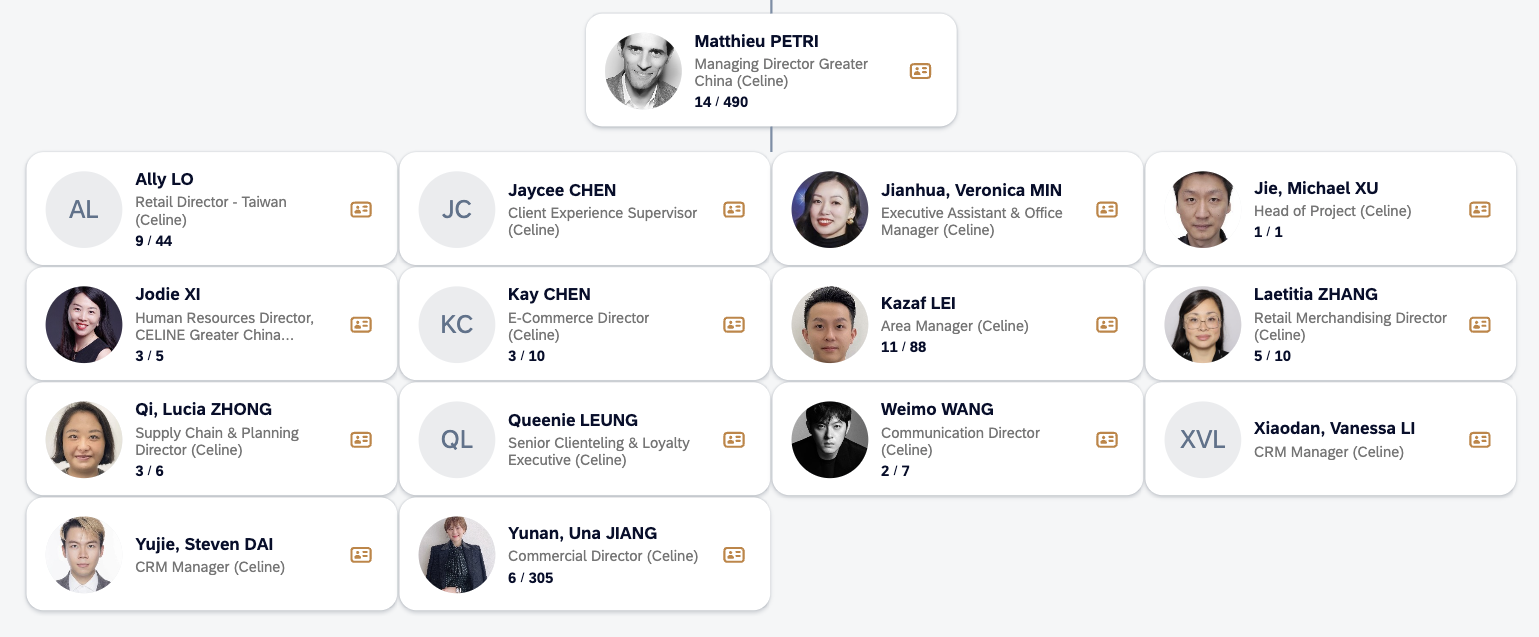 Matthieu PETRI
Managing Director Greater
China (Celine)
14 / 490
AL
Ally LO
Retail Director - Taiwan
(Celine)
9 / 44
JC
Jaycee CHEN
Client Experience Supervisor
(Celine)
Jianhua, Veronica MIN
Executive Assistant & Office
Manager (Celine)
Jie, Michael XU
Head of Project (Celine)
1 / 1
Jodie XI
Human Resources Director,
CELINE Greater China...
3 / 5
KC
Kay CHEN
E-Commerce Director
(Celine)
3 / 10
Kazaf LEI
Area Manager (Celine)
11 / 88
Laetitia ZHANG
Retail Merchandising Director
(Celine)
5 / 10
Qi, Lucia ZHONG
Supply Chain & Planning
Director (Celine)
3 / 6
QL
Queenie LEUNG
Senior Clienteling & Loyalty
Executive (Celine)
Weimo WANG
Communication Director
(Celine)
2 / 7
XVL
Xiaodan, Vanessa LI
CRM Manager (Celine)
Yujie, Steven DAI
CRM Manager (Celine)
Yunan, Una JIANG
Commercial Director (Celine)
6 / 305